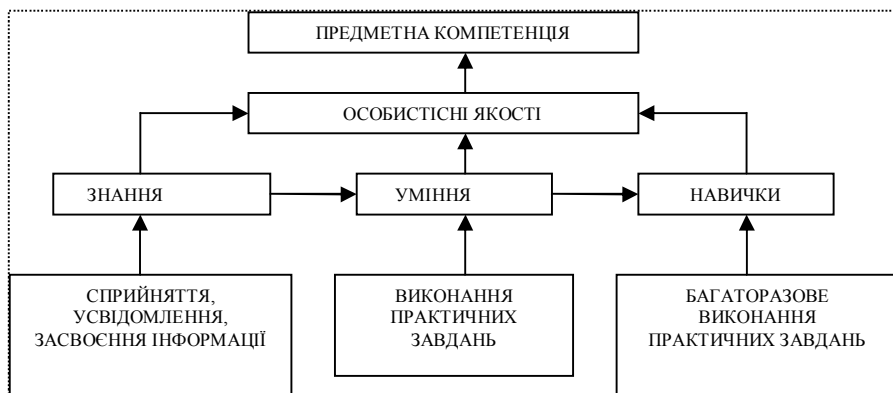 ПРЕДМЕТНА КОМПЕТЕНЦІЯ
ОСОБИСТІСНІ ЯКОСТІ
ЗНАННЯ
УМІННЯ
НАВИЧКИ
СПРИЙНЯТТЯ,
УСВІДОМЛЕННЯ,
ЗАСВОЄННЯ ІНФОРМАЦІЇ
ВИКОНАННЯ
ПРАКТИЧНИХ
ЗАВДАНЬ
БАГАТОРАЗОВЕ
ВИКОНАННЯ
ПРАКТИЧНИХ ЗАВДАНЬ